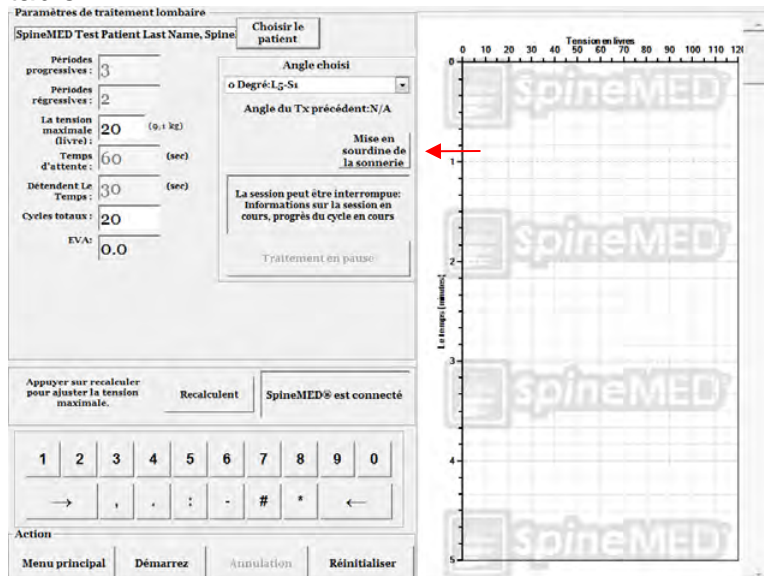 Paramètres de traitement lombaire
SpineMED Test Patient Last Name, Spine
Choisir le
patient
Périodes
progressives :
3
Périodes
régressives :
2
La tension
maximale
(livre) :
20
(9,1 kg)
Temps
d'attente :
60
(sec)
Détendent Le
Temps :
30
(sec)
Cycles totaux :
20
EVA:
0.0
Angle choisi
0 Degré:L5-S1
Angle du Tx précédent:N/A
Mise en
sourdine de
la sonnerie
La session peut être interrompue:
Informations sur la session en
cours, progrès du cycle en cours
Traitement en pause
Appuyer sur recalculer
pour ajuster la tension
maximale.
Recalculent
SpineMED® est connecté
1 2 3 4 5 6 7 8 9 0
→ , . : - # * ←
Action
Menu principal
Démarrez
Annulation
Réinitialiser
Tension en livres
0 10 20 30 40 50 60 70 80 90 100 110 120
Le temps (minutes)
0
1
2
3
4
5
SpineMED
SpineMED
SpineMED
SpineMED